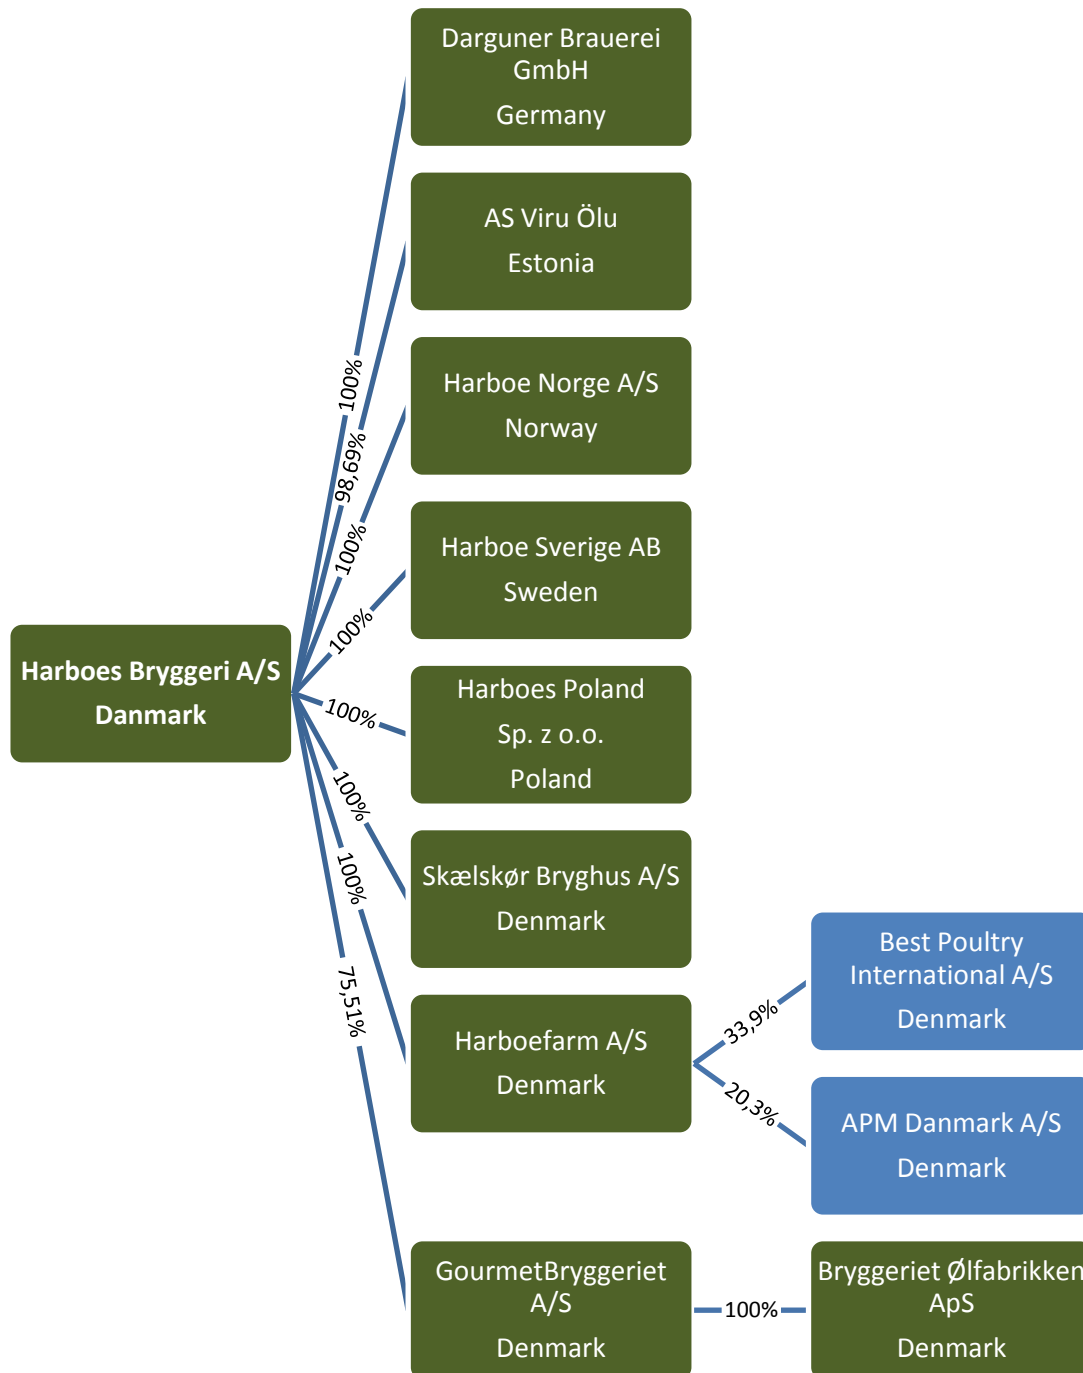 Darguner Brauerei
GmbH
Germany
AS Viru Ölu
Estonia
Harboe Norge A/S
Norway
Harboe Sverige AB
Sweden
Harboes Bryggeri A/S
Danmark
Harboes Poland
Sp. z o.o.
Poland
Skælskør Bryghus A/S
Denmark
Harboefarm A/S
Denmark
Best Poultry
International A/S
Denmark
APM Danmark A/S
Denmark
GourmetBryggeriet
A/S
Denmark
Bryggeriet Ølfabrikken
ApS
Denmark
100%
98,69%
100%
100%
100%
100%
100%
75,51%
33,9%
20,3%
100%